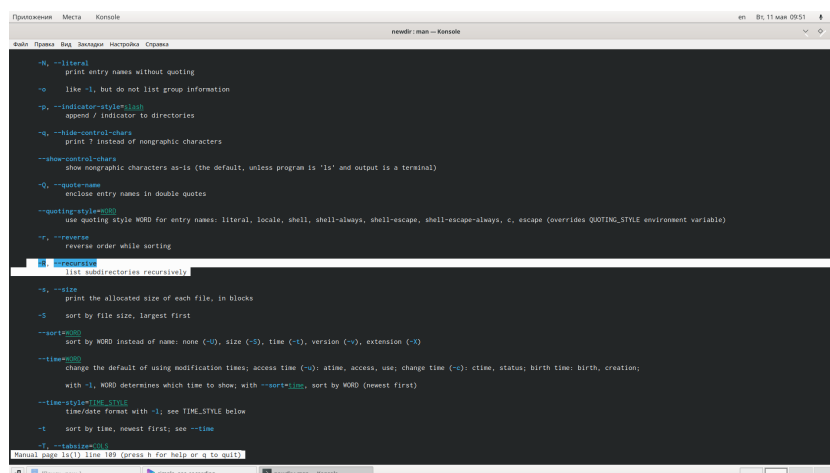 Приложения Места Konsole en Вт, 11 мая 09:51
newdir : man — Konsole
Файл Правка Вид Закладки Настройка Справка
-N, --literal
print entry names without quoting
-o like -l, but do not list group information
-p, --indicator-style=slash
append / indicator to directories
-q, --hide-control-chars
print ? instead of nongraphic characters
--show-control-chars
show nongraphic characters as-is (the default, unless program is 'ls' and output is a terminal)
-Q, --quote-name
enclose entry names in double quotes
--quoting-style=WORD
use quoting style WORD for entry names: literal, locale, shell, shell-always, shell-escape, shell-escape-always, c, escape (overrides QUOTING_STYLE environment variable)
-r, --reverse
reverse order while sorting
-R, --recursive
list subdirectories recursively
-s, --size
print the allocated size of each file, in blocks
-S sort by file size, largest first
--sort=WORD
sort by WORD instead of name: none (-U), size (-S), time (-t), version (-v), extension (-X)
--time=WORD
change the default of using modification times; access time (-u): atime, access, use; change time (-c): ctime, status; birth time: birth, creation;
with -l, WORD determines which time to show; with --sort=time, sort by WORD (newest first)
--time-style=TIME_STYLE
time/date format with -l; see TIME_STYLE below
-t sort by time, newest first; see --time
-T, --tabsize=COLS
Manual page ls(1) line 109 (press h for help or q to quit)